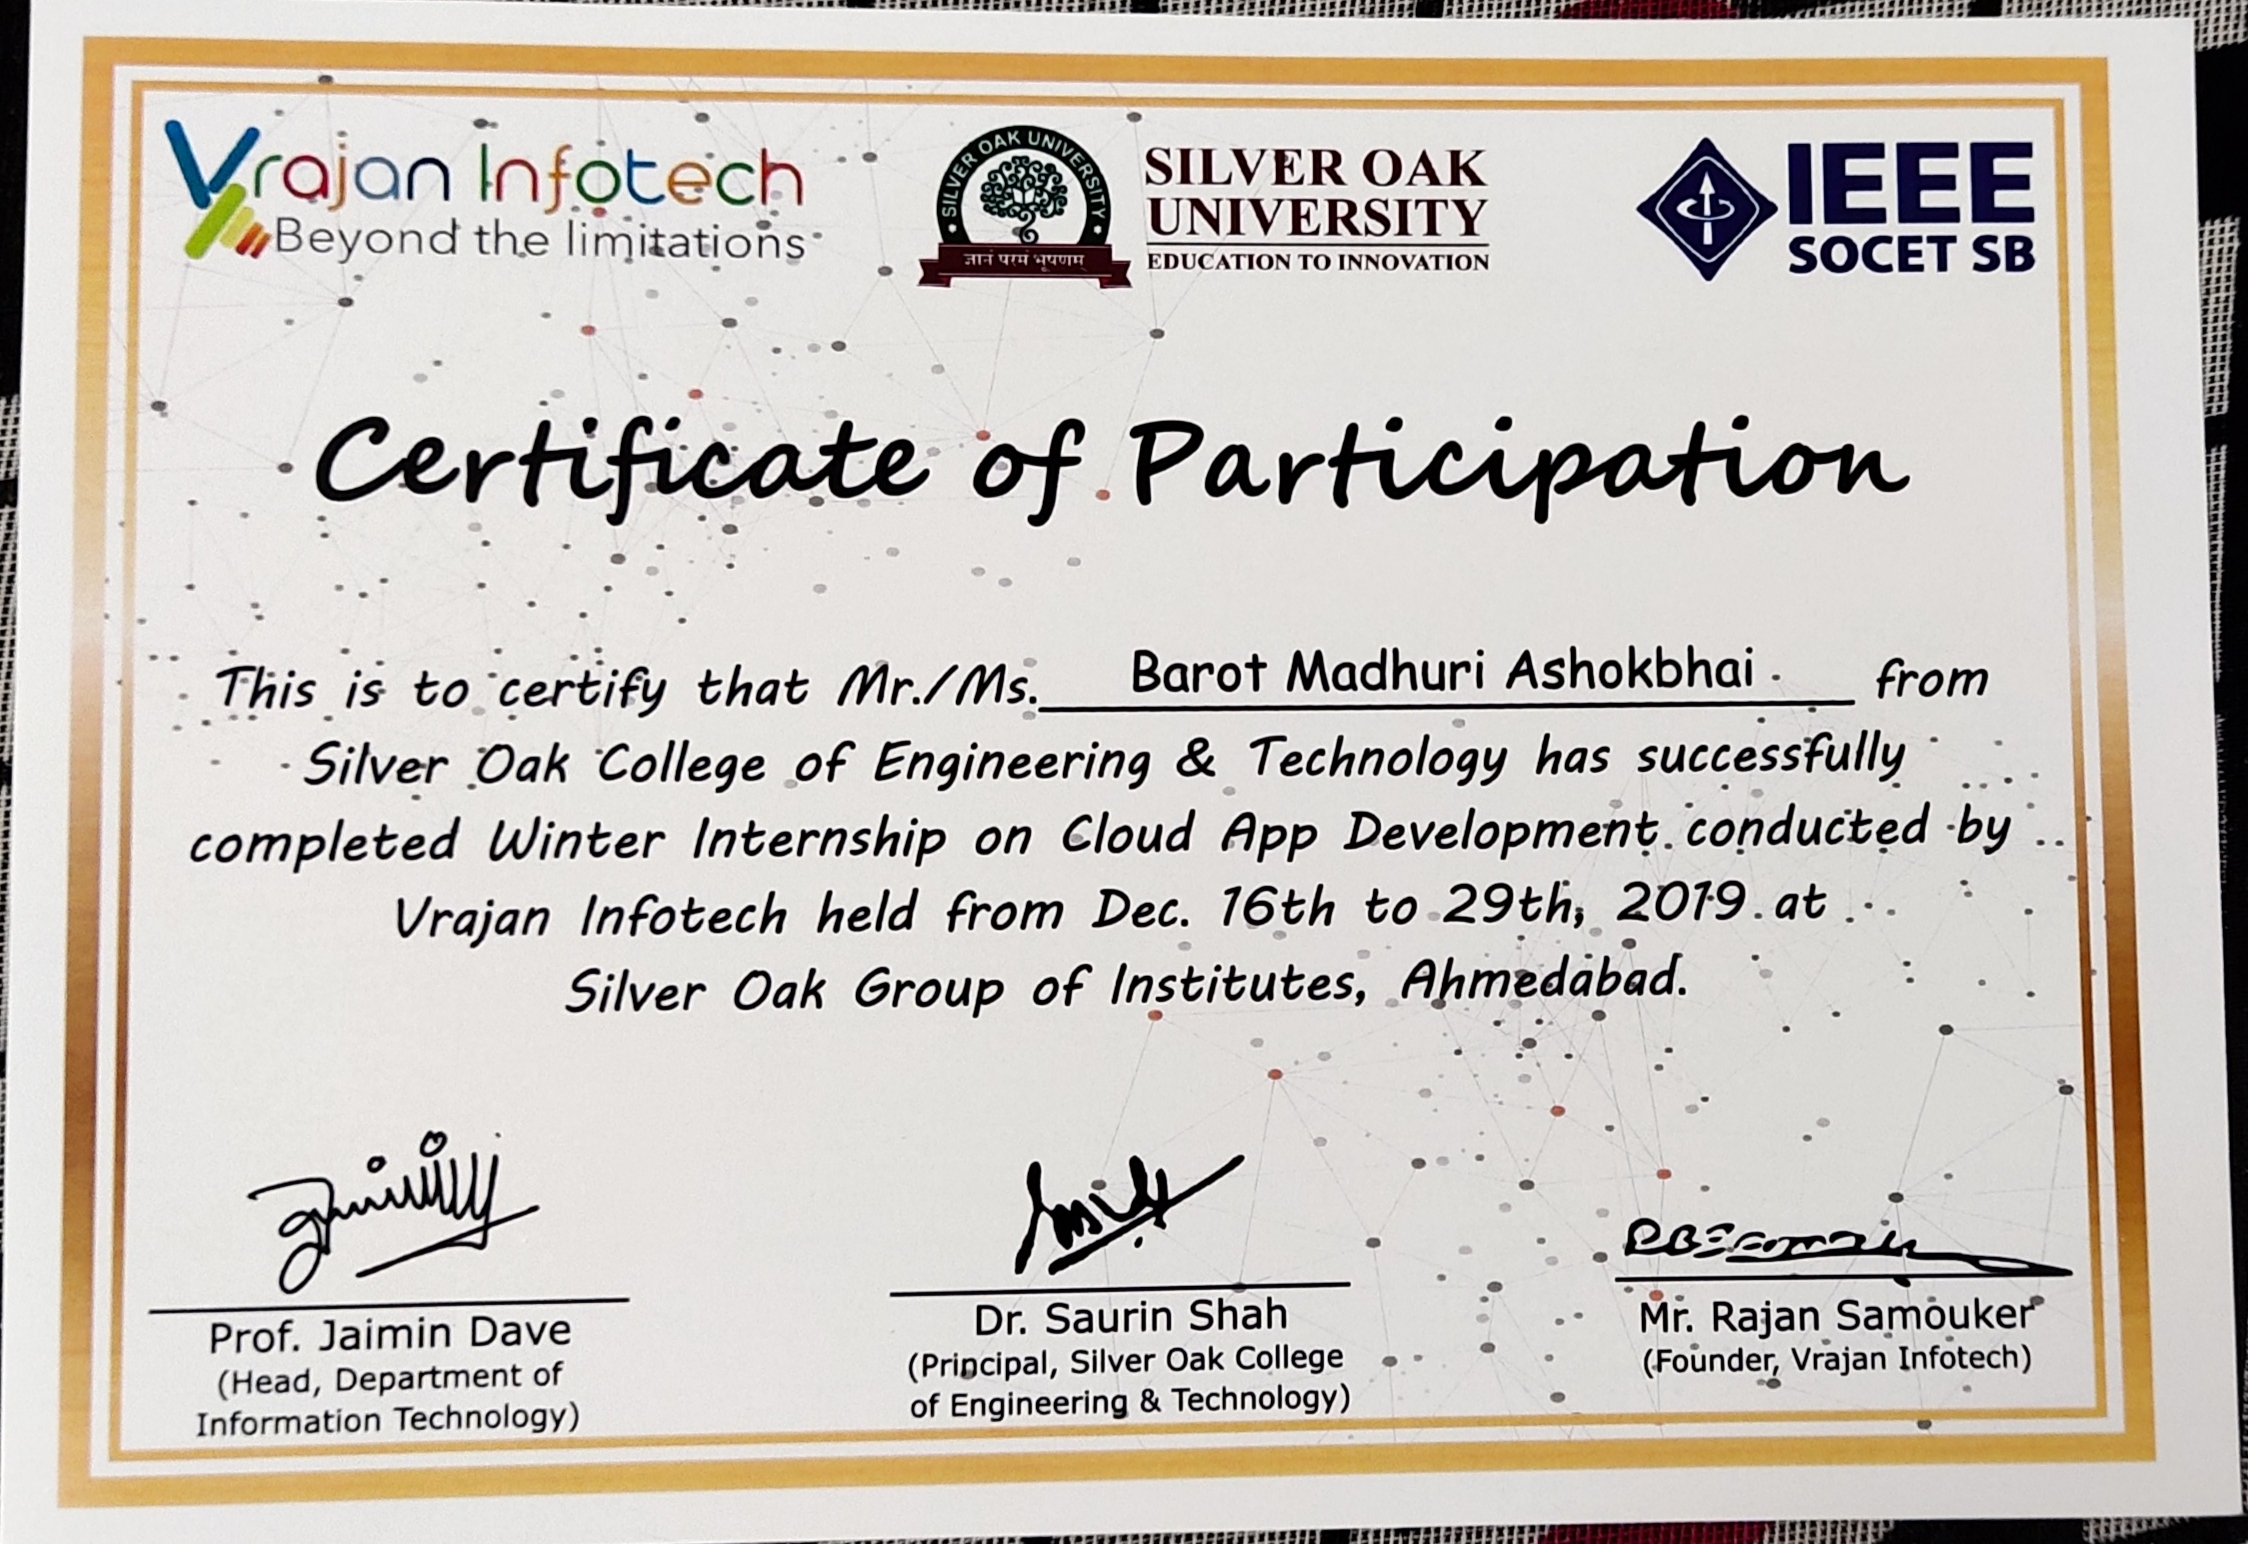 Vrajan Infotech
Beyond the limitations
SILVER OAK UNIVERSITY
ज्ञानं परमं भूषणम्
SILVER OAK
UNIVERSITY
EDUCATION TO INNOVATION
IEEE
SOCET SB
Certificate of Participation
This is to certify that Mr./Ms. Barot Madhuri Ashokbhai from
Silver Oak College of Engineering & Technology has successfully
completed Winter Internship on Cloud App Development conducted by
Vrajan Infotech held from Dec. 16th to 29th, 2019 at
Silver Oak Group of Institutes, Ahmedabad.
Prof. Jaimin Dave
(Head, Department of
Information Technology)
Dr. Saurin Shah
(Principal, Silver Oak College
of Engineering & Technology)
Mr. Rajan Samouker
(Founder, Vrajan Infotech)